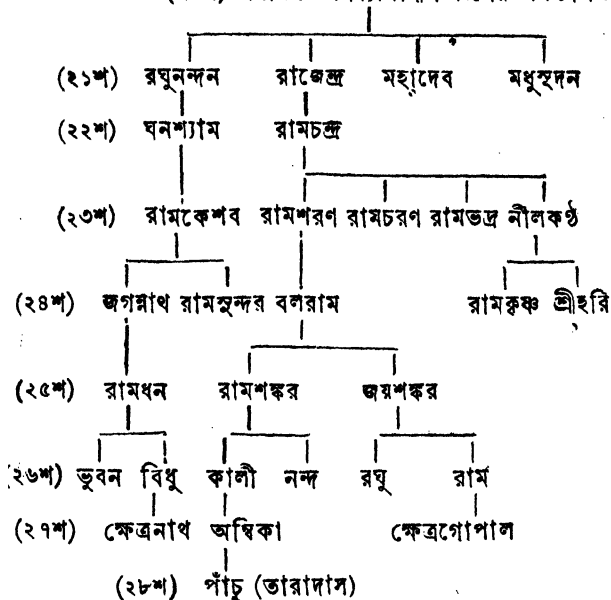 (২১শ) রঘুনন্দন রাজেন্দ্র মহাদেব মধুসূদন
(২২শ) ঘনশ্যাম রামচন্দ্র
(২৩শ) রামকেশব রামশরণ রামচরণ রামভদ্র নীলকণ্ঠ
(২৪শ) জগন্নাথ রামসুন্দর বলরাম রামকৃষ্ণ শ্রীহরি
(২৫শ) রামধন রামশঙ্কর জয়শঙ্কর
(২৬শ) ভুবন বিধু কালী নন্দ রঘু রাম
(২৭শ) ক্ষেত্রনাথ অম্বিকা ক্ষেত্রগোপাল
(২৮শ) পাঁচু (তারাদাস)